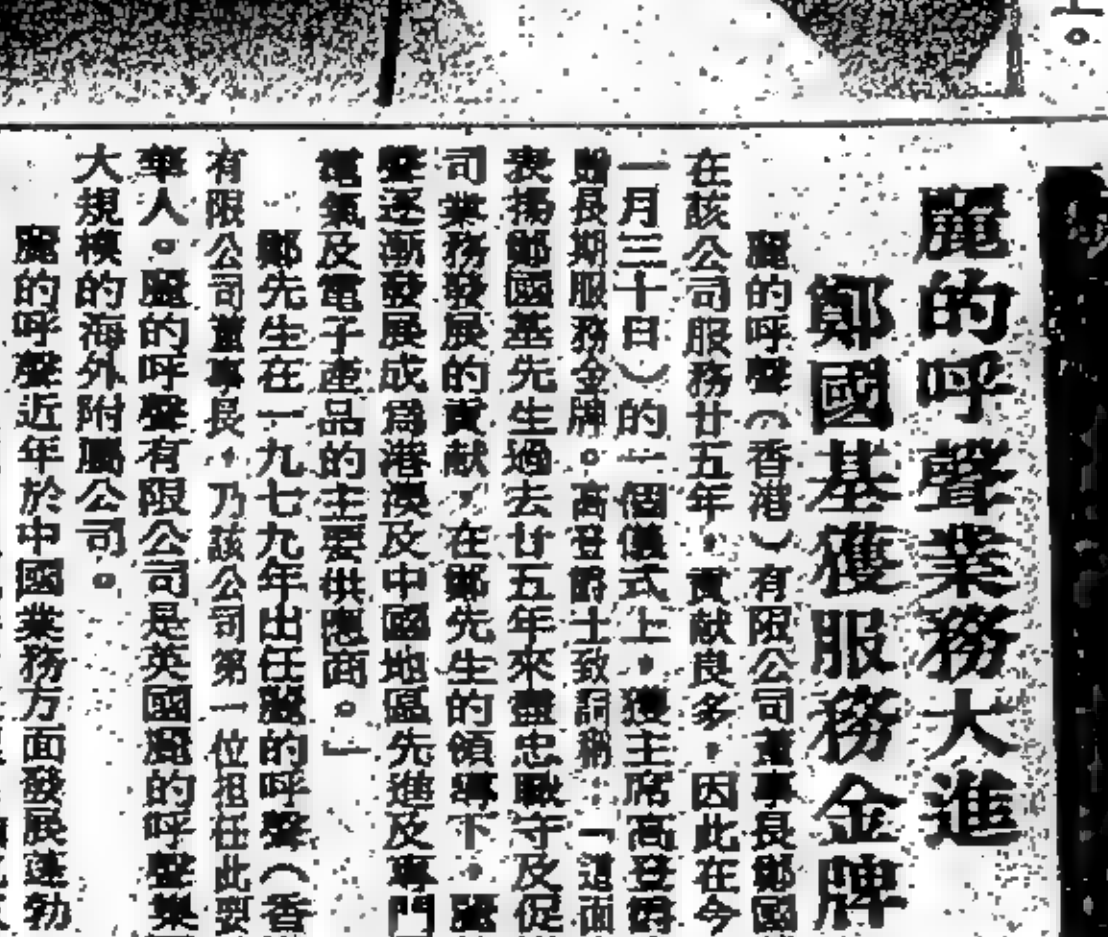 上。
麗的呼聲業務大進
鄭國基獲服務金牌
麗的呼聲（香港）有限公司董事長鄭國
在該公司服務廿五年，貢献良多，因此在今
一月三十日）的一個儀式上，獲主席高登爵
贈長期服務金牌。高登爵士致詞稱：「這面
表揚鄭國基先生過去廿五年來盡忠職守及促
司業務發展的貢献，在鄭先生的領導下，麗
聲逐漸發展成爲港澳及中國地區先進及專門
電氣及電子產品的主要供應商。」
鄭先生在一九七九年出任麗的呼聲（香
有限公司董事長，乃該公司第一位担任此要
華人。麗的呼聲有限公司是英國麗的呼聲集
大規模的海外附屬公司。
麗的呼聲近年於中國業務方面發展蓬勃